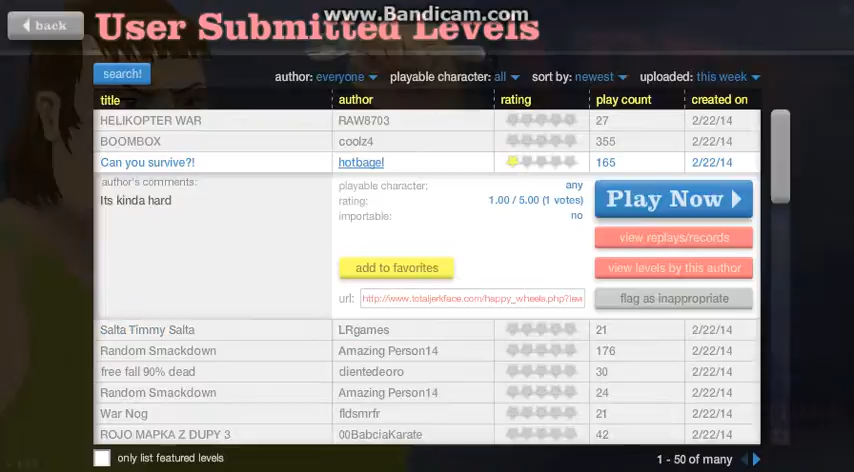 www.Bandicam.com
back
User Submitted Levels
search!
author: everyone playable character: all sort by: newest uploaded: this week
title author rating play count created on
HELIKOPTER WAR RAW8703 27 2/22/14
BOOMBOX coolz4 355 2/22/14
Can you survive?! hotbagel 165 2/22/14
author's comments:
Its kinda hard
playable character: any
rating: 1.00 / 5.00 (1 votes)
importable: no
Play Now
view replays/records
add to favorites
view levels by this author
url: http://www.totaljerkface.com/happy_wheels.php?lev
flag as inappropriate
Salta Timmy Salta LRgames 21 2/22/14
Random Smackdown Amazing Person14 176 2/22/14
free fall 90% dead dientedeoro 30 2/22/14
Random Smackdown Amazing Person14 24 2/22/14
War Nog fldsmrfr 21 2/22/14
ROJO MAPKA Z DUPY 3 00BabciaKarate 42 2/22/14
only list featured levels
1 - 50 of many